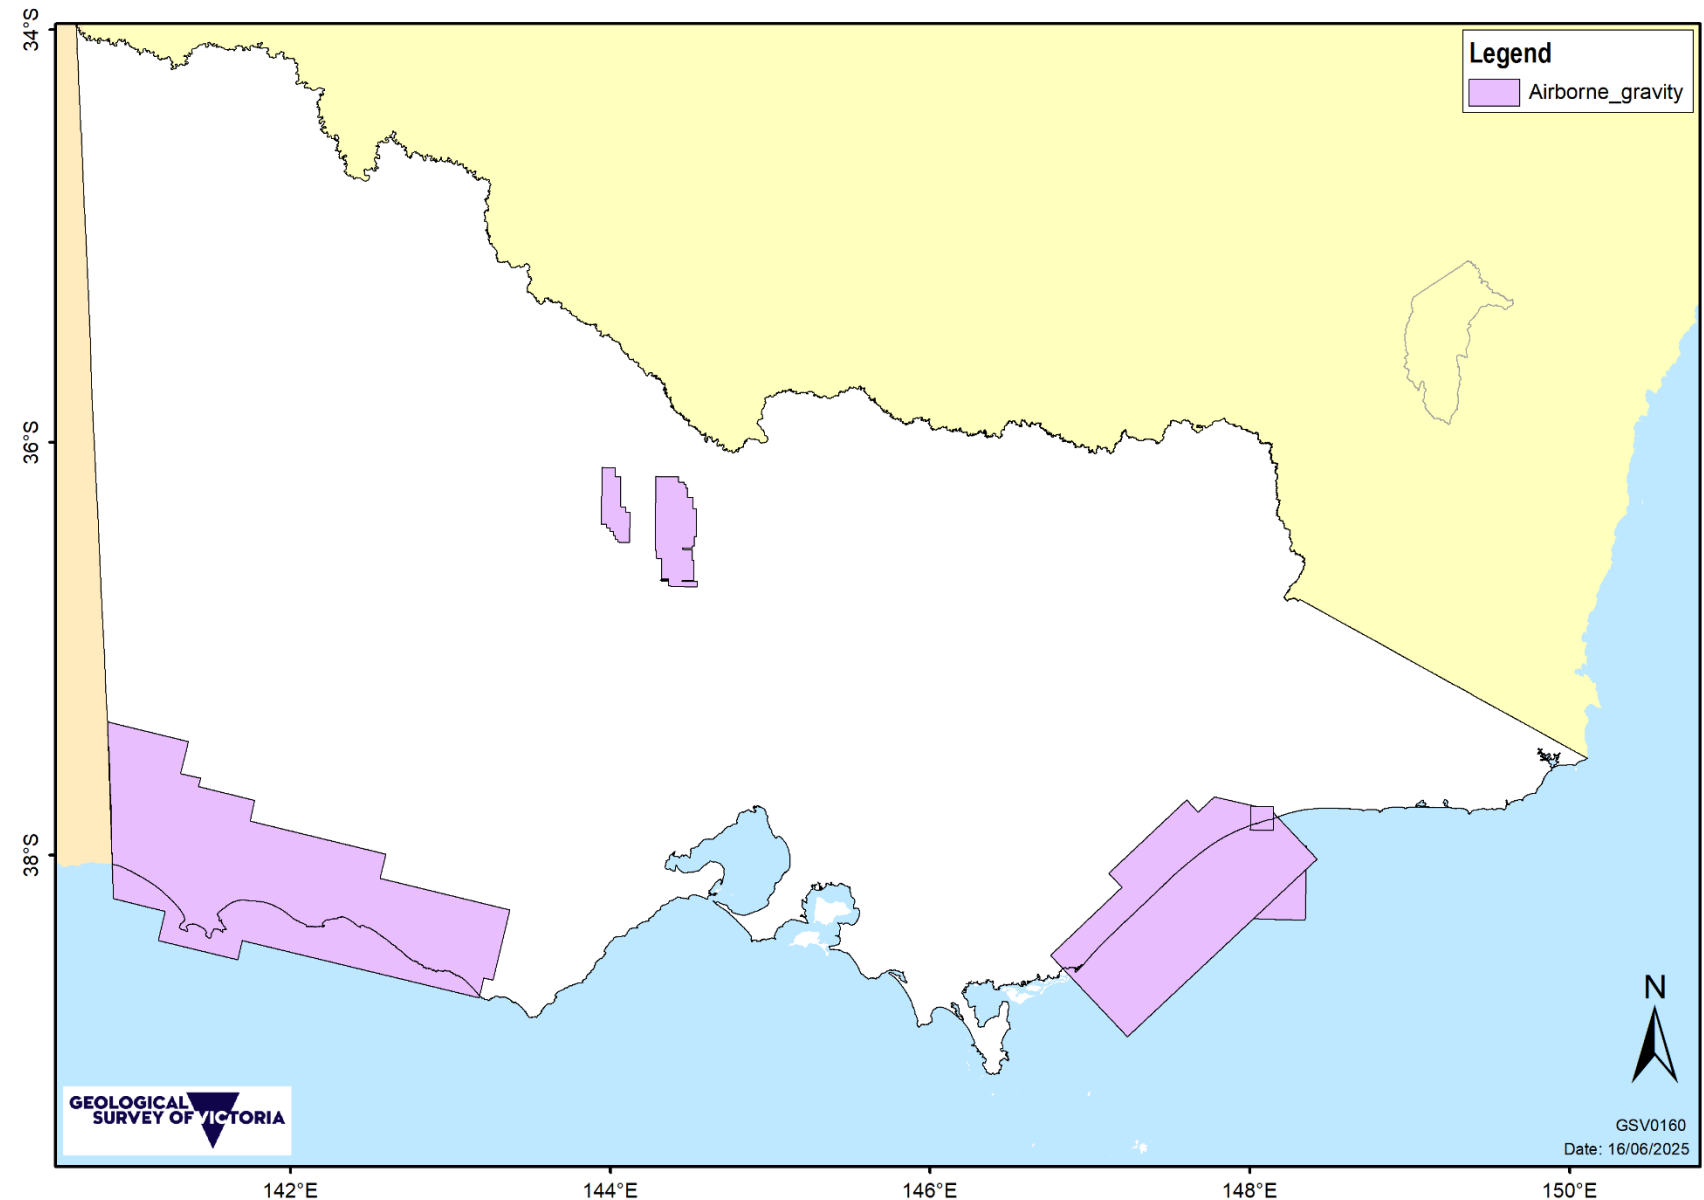 34°S
36°S
38°S
Legend
Airborne_gravity
N
GEOLOGICAL
SURVEY OF VICTORIA
GSV0160
Date: 16/06/2025
142°E
144°E
146°E
148°E
150°E